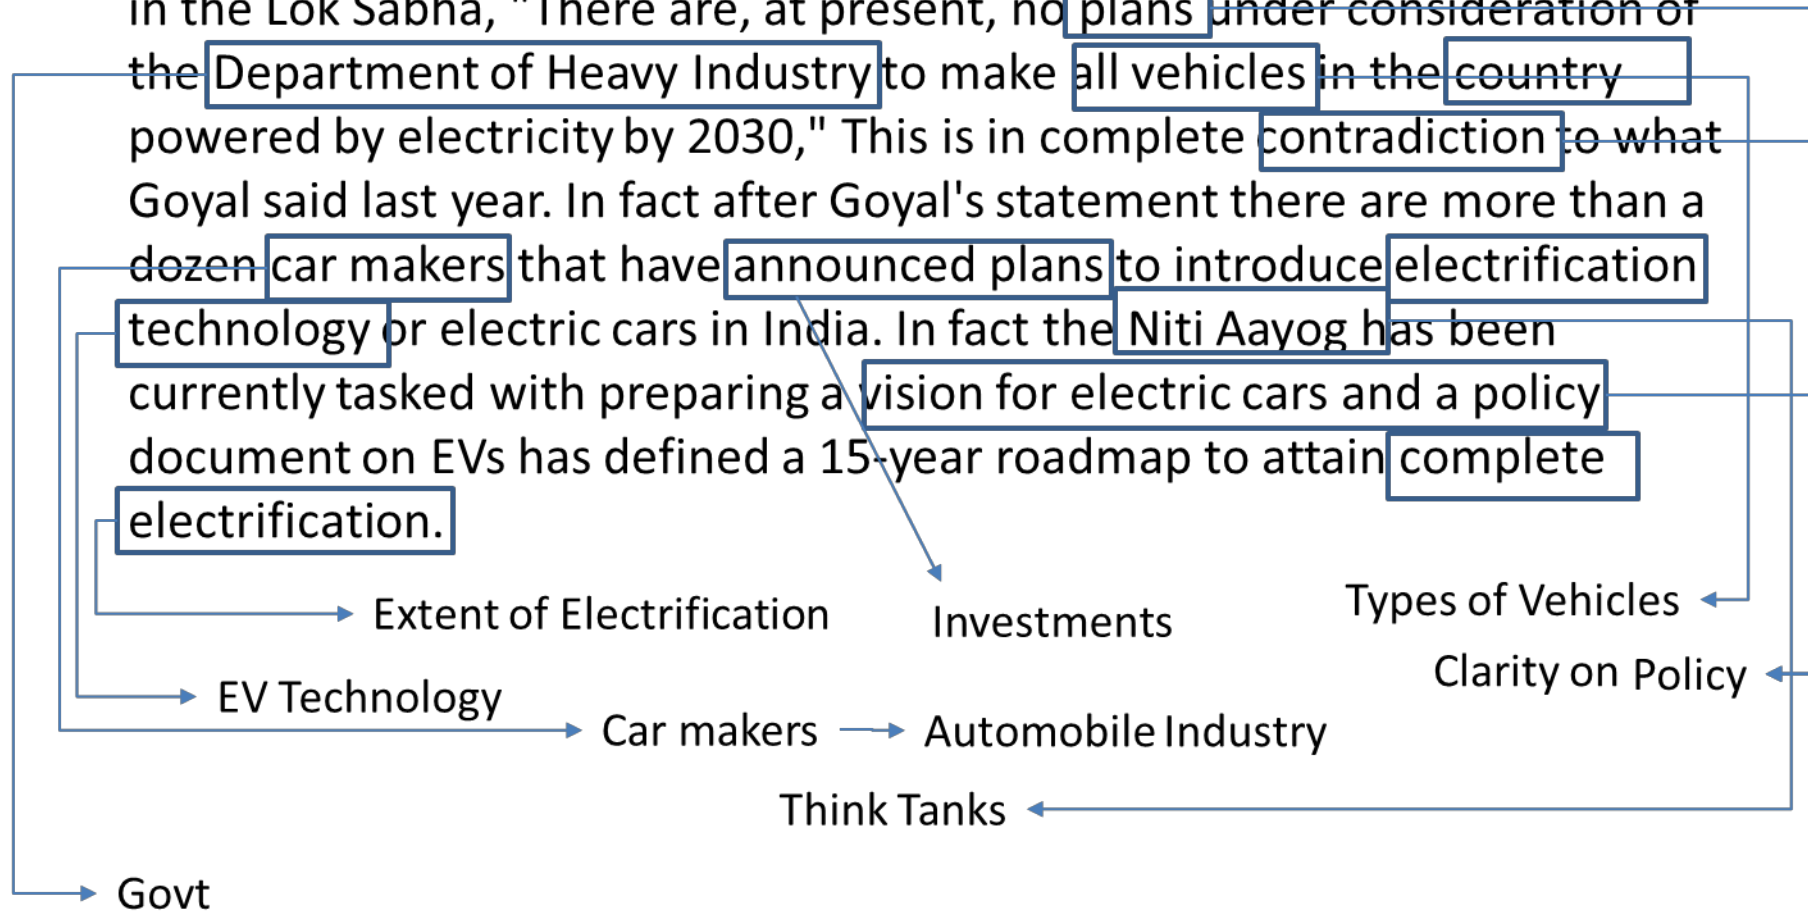 in the Lok Sabha, "There are, at present, no plans under consideration of
the Department of Heavy Industry to make all vehicles in the country
powered by electricity by 2030," This is in complete contradiction to what
Goyal said last year. In fact after Goyal's statement there are more than a
dozen car makers that have announced plans to introduce electrification
technology or electric cars in India. In fact the Niti Aayog has been
currently tasked with preparing a vision for electric cars and a policy
document on EVs has defined a 15-year roadmap to attain complete
electrification.
Extent of Electrification
Investments
Types of Vehicles
Clarity on Policy
EV Technology
Car makers
Automobile Industry
Think Tanks
Govt